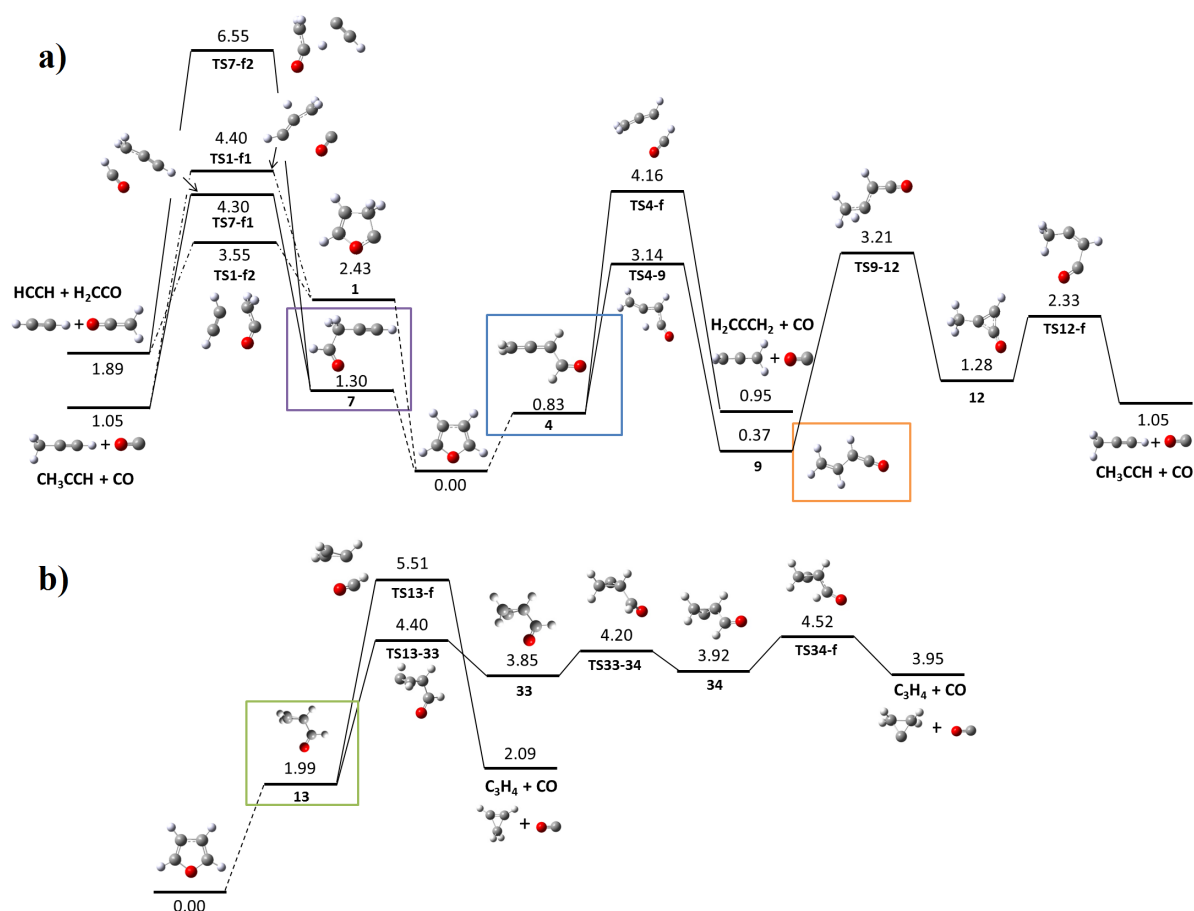 a)
6.55
TS7-f2
4.40
TS1-f1
4.30
TS7-f1
3.55
TS1-f2
2.43
1
HCCH + H₂CCO
+
1.89
1.30
7
1.05
+
CH₃CCH + CO
0.00
0.83
4
4.16
TS4-f
3.14
TS4-9
H₂CCCH₂ + CO
+
0.95
0.37
9
3.21
TS9-12
1.28
12
2.33
TS12-f
1.05
+
CH₃CCH + CO
b)
5.51
TS13-f
4.40
TS13-33
3.85
33
4.20
TS33-34
3.92
34
4.52
TS34-f
3.95
C₃H₄ + CO
+
1.99
13
2.09
C₃H₄ + CO
+
0.00